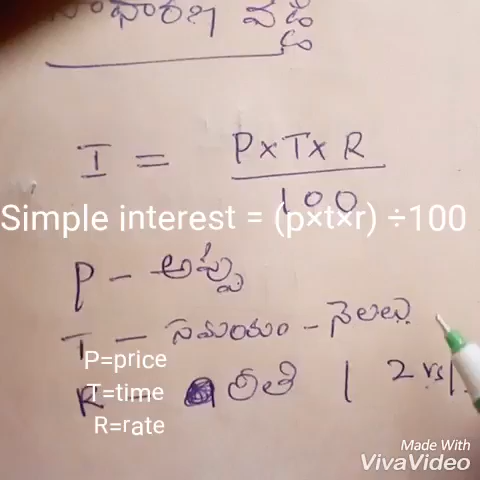 సాధారణ వడ్డీ
I = P×T×R
100
Simple interest = (p×t×r) ÷100
P – అప్పు
T – సమయం – నెలలు
P=price
R – రీతి | 2 rs/.
T=time
R=rate
Made With
VivaVideo